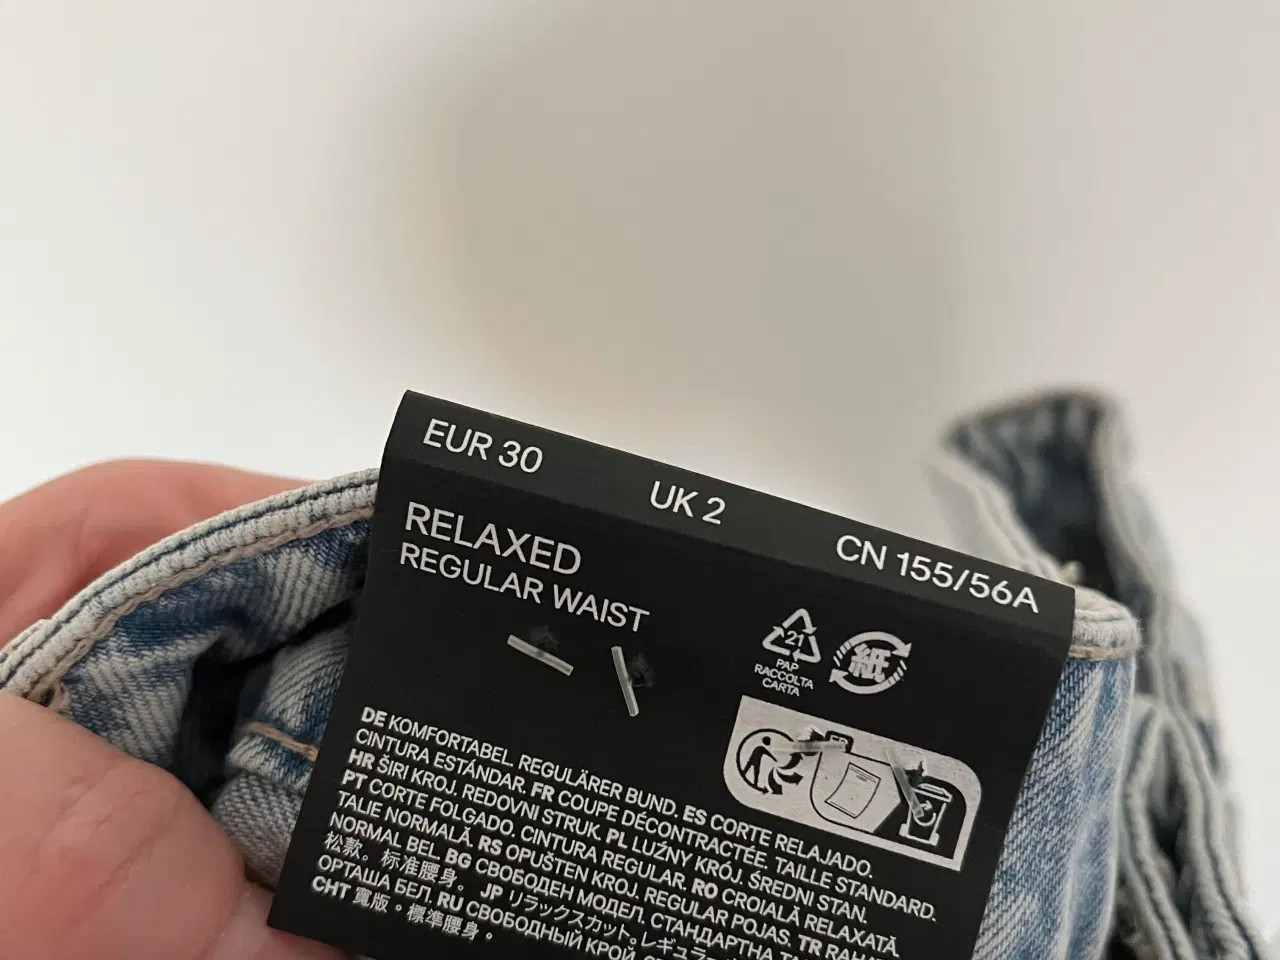 EUR 30
UK 2
CN 155/56A
RELAXED
REGULAR WAIST
21
PAP
RACCOLTA
CARTA
紙
DE KOMFORTABEL. REGULÄRER BUND. ES CORTE RELAJADO.
CINTURA ESTÁNDAR. FR COUPE DÉCONTRACTÉE. TAILLE STANDARD.
HR ŠIRI KROJ. REDOVNI STRUK. PL LUŹNY KRÓJ. ŚREDNI STAN.
PT CORTE FOLGADO. CINTURA REGULAR. RO CROIALĂ RELAXATĂ.
TALIE NORMALĂ. RS OPUŠTEN KROJ. REGULAR POJAS. TR RAHAT
NORMAL BEL. BG СВОБОДЕН МОДЕЛ. СТАНДАРТНА
松款。标准腰身。 JP リラックスカット。レギュラ
ОРТАША БЕЛ. RU СВОБОДНЫЙ КРОЙ.
CHT 寬版。標準腰身。